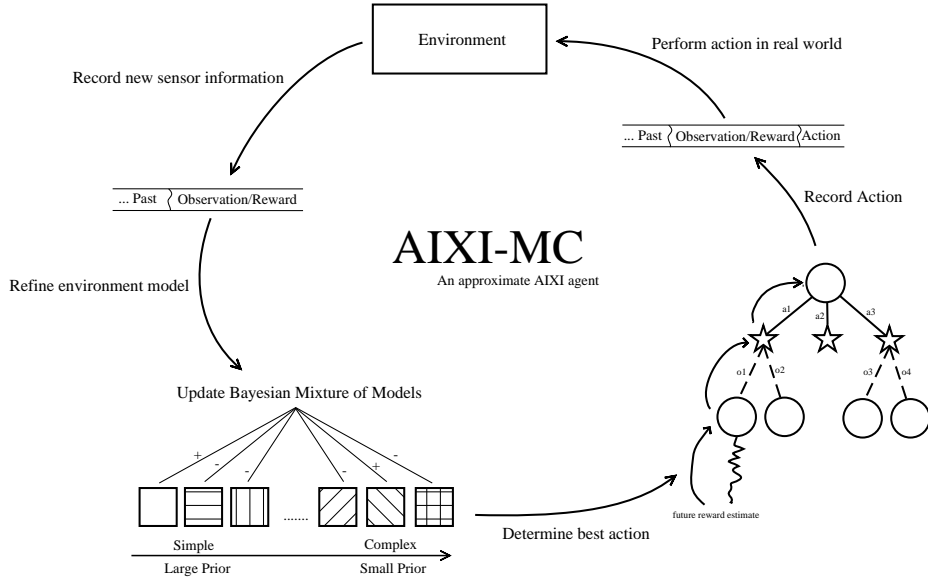 Environment
Perform action in real world
Record new sensor information
... Past Observation/Reward Action
... Past Observation/Reward
Record Action
AIXI-MC
An approximate AIXI agent
Refine environment model
a1 a2 a3
o1 o2 o3 o4
Update Bayesian Mixture of Models
+ - - - + -
.......
future reward estimate
Determine best action
Simple Complex
Large Prior Small Prior